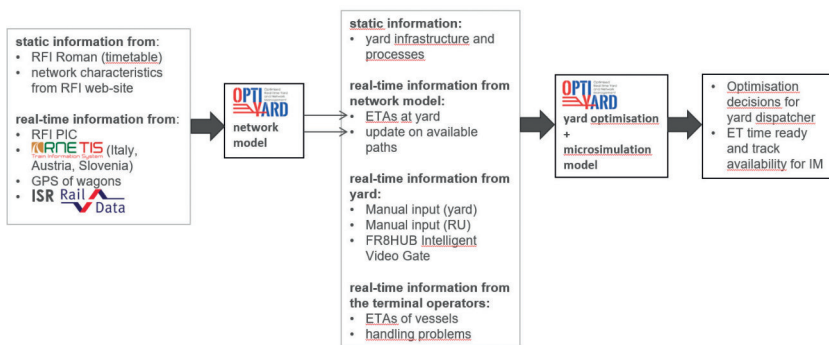 static information from:
• RFI Roman (timetable)
• network characteristics
from RFI web-site
real-time information from:
• RFI PIC
• RNE TIS (Italy,
Train Information System
Austria, Slovenia)
• GPS of wagons
• ISR Rail
Data
OPTI
YARD
network
model
static information:
• yard infrastructure and
processes
real-time information from
network model:
• ETAs at yard
• update on available
paths
real-time information from
yard:
• Manual input (yard)
• Manual input (RU)
• FR8HUB Intelligent
Video Gate
real-time information from
the terminal operators:
• ETAs of vessels
• handling problems
OPTI
YARD
yard optimisation
+
microsimulation
model
• Optimisation
decisions for
yard dispatcher
• ET time ready
and track
availability for IM